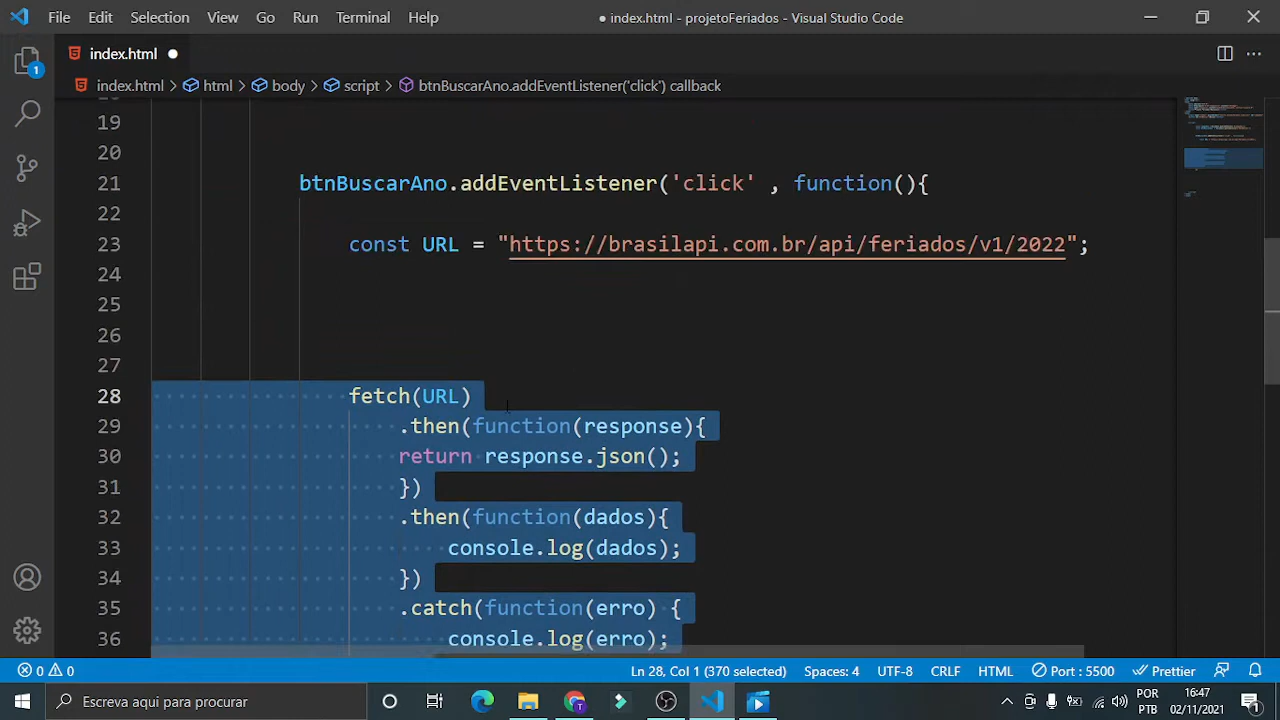 File Edit Selection View Go Run Terminal Help
● index.html - projetoFeriados - Visual Studio Code
1
index.html ●
index.html > html > body > script > btnBuscarAno.addEventListener('click') callback
19
20
21 btnBuscarAno.addEventListener('click' , function(){
22
23 const URL = "https://brasilapi.com.br/api/feriados/v1/2022";
24
25
26
27
28 fetch(URL)
29 .then(function(response){
30 return response.json();
31 })
32 .then(function(dados){
33 console.log(dados);
34 })
35 .catch(function(erro) {
36 console.log(erro);
0 0 Ln 28, Col 1 (370 selected) Spaces: 4 UTF-8 CRLF HTML Port : 5500 Prettier
Escreva aqui para procurar
POR
PTB
16:47
02/11/2021
1